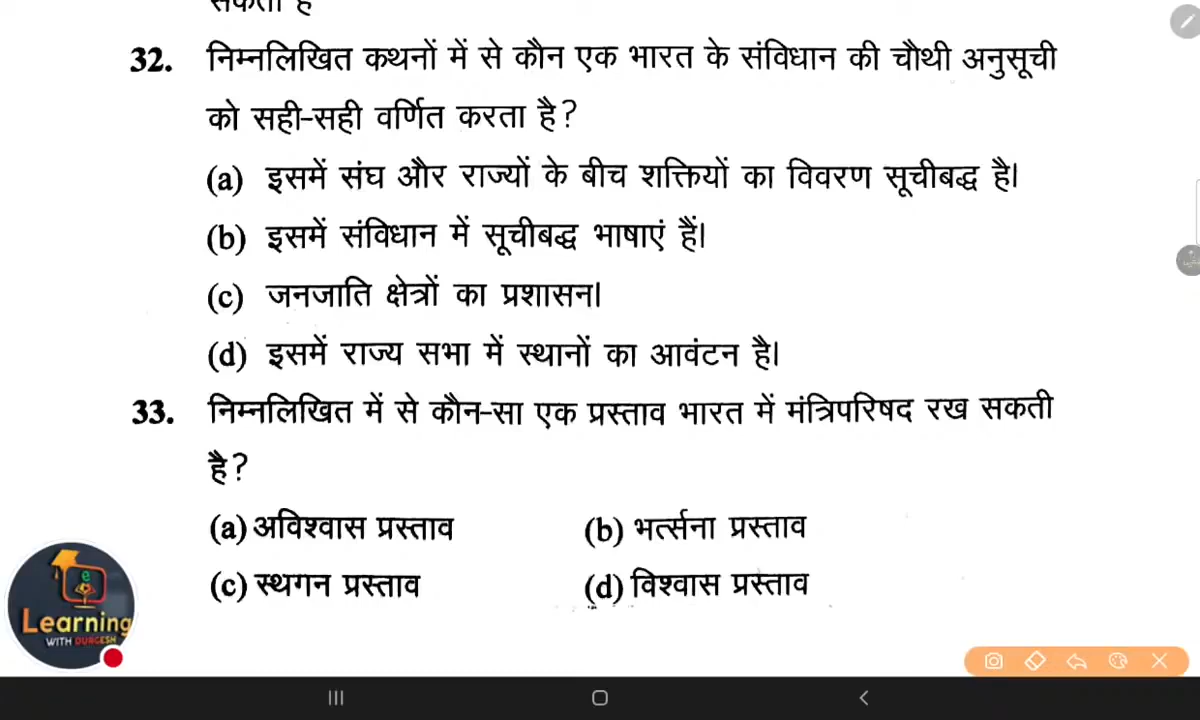 सकता है
32. निम्नलिखित कथनों में से कौन एक भारत के संविधान की चौथी अनुसूची
को सही-सही वर्णित करता है?
(a) इसमें संघ और राज्यों के बीच शक्तियों का विवरण सूचीबद्ध है।
(b) इसमें संविधान में सूचीबद्ध भाषाएं हैं।
(c) जनजाति क्षेत्रों का प्रशासन।
(d) इसमें राज्य सभा में स्थानों का आवंटन है।
33. निम्नलिखित में से कौन-सा एक प्रस्ताव भारत में मंत्रिपरिषद रख सकती
है?
(a) अविश्वास प्रस्ताव (b) भर्त्सना प्रस्ताव
(c) स्थगन प्रस्ताव (d) विश्वास प्रस्ताव
e
Learning
WITH DURGESH